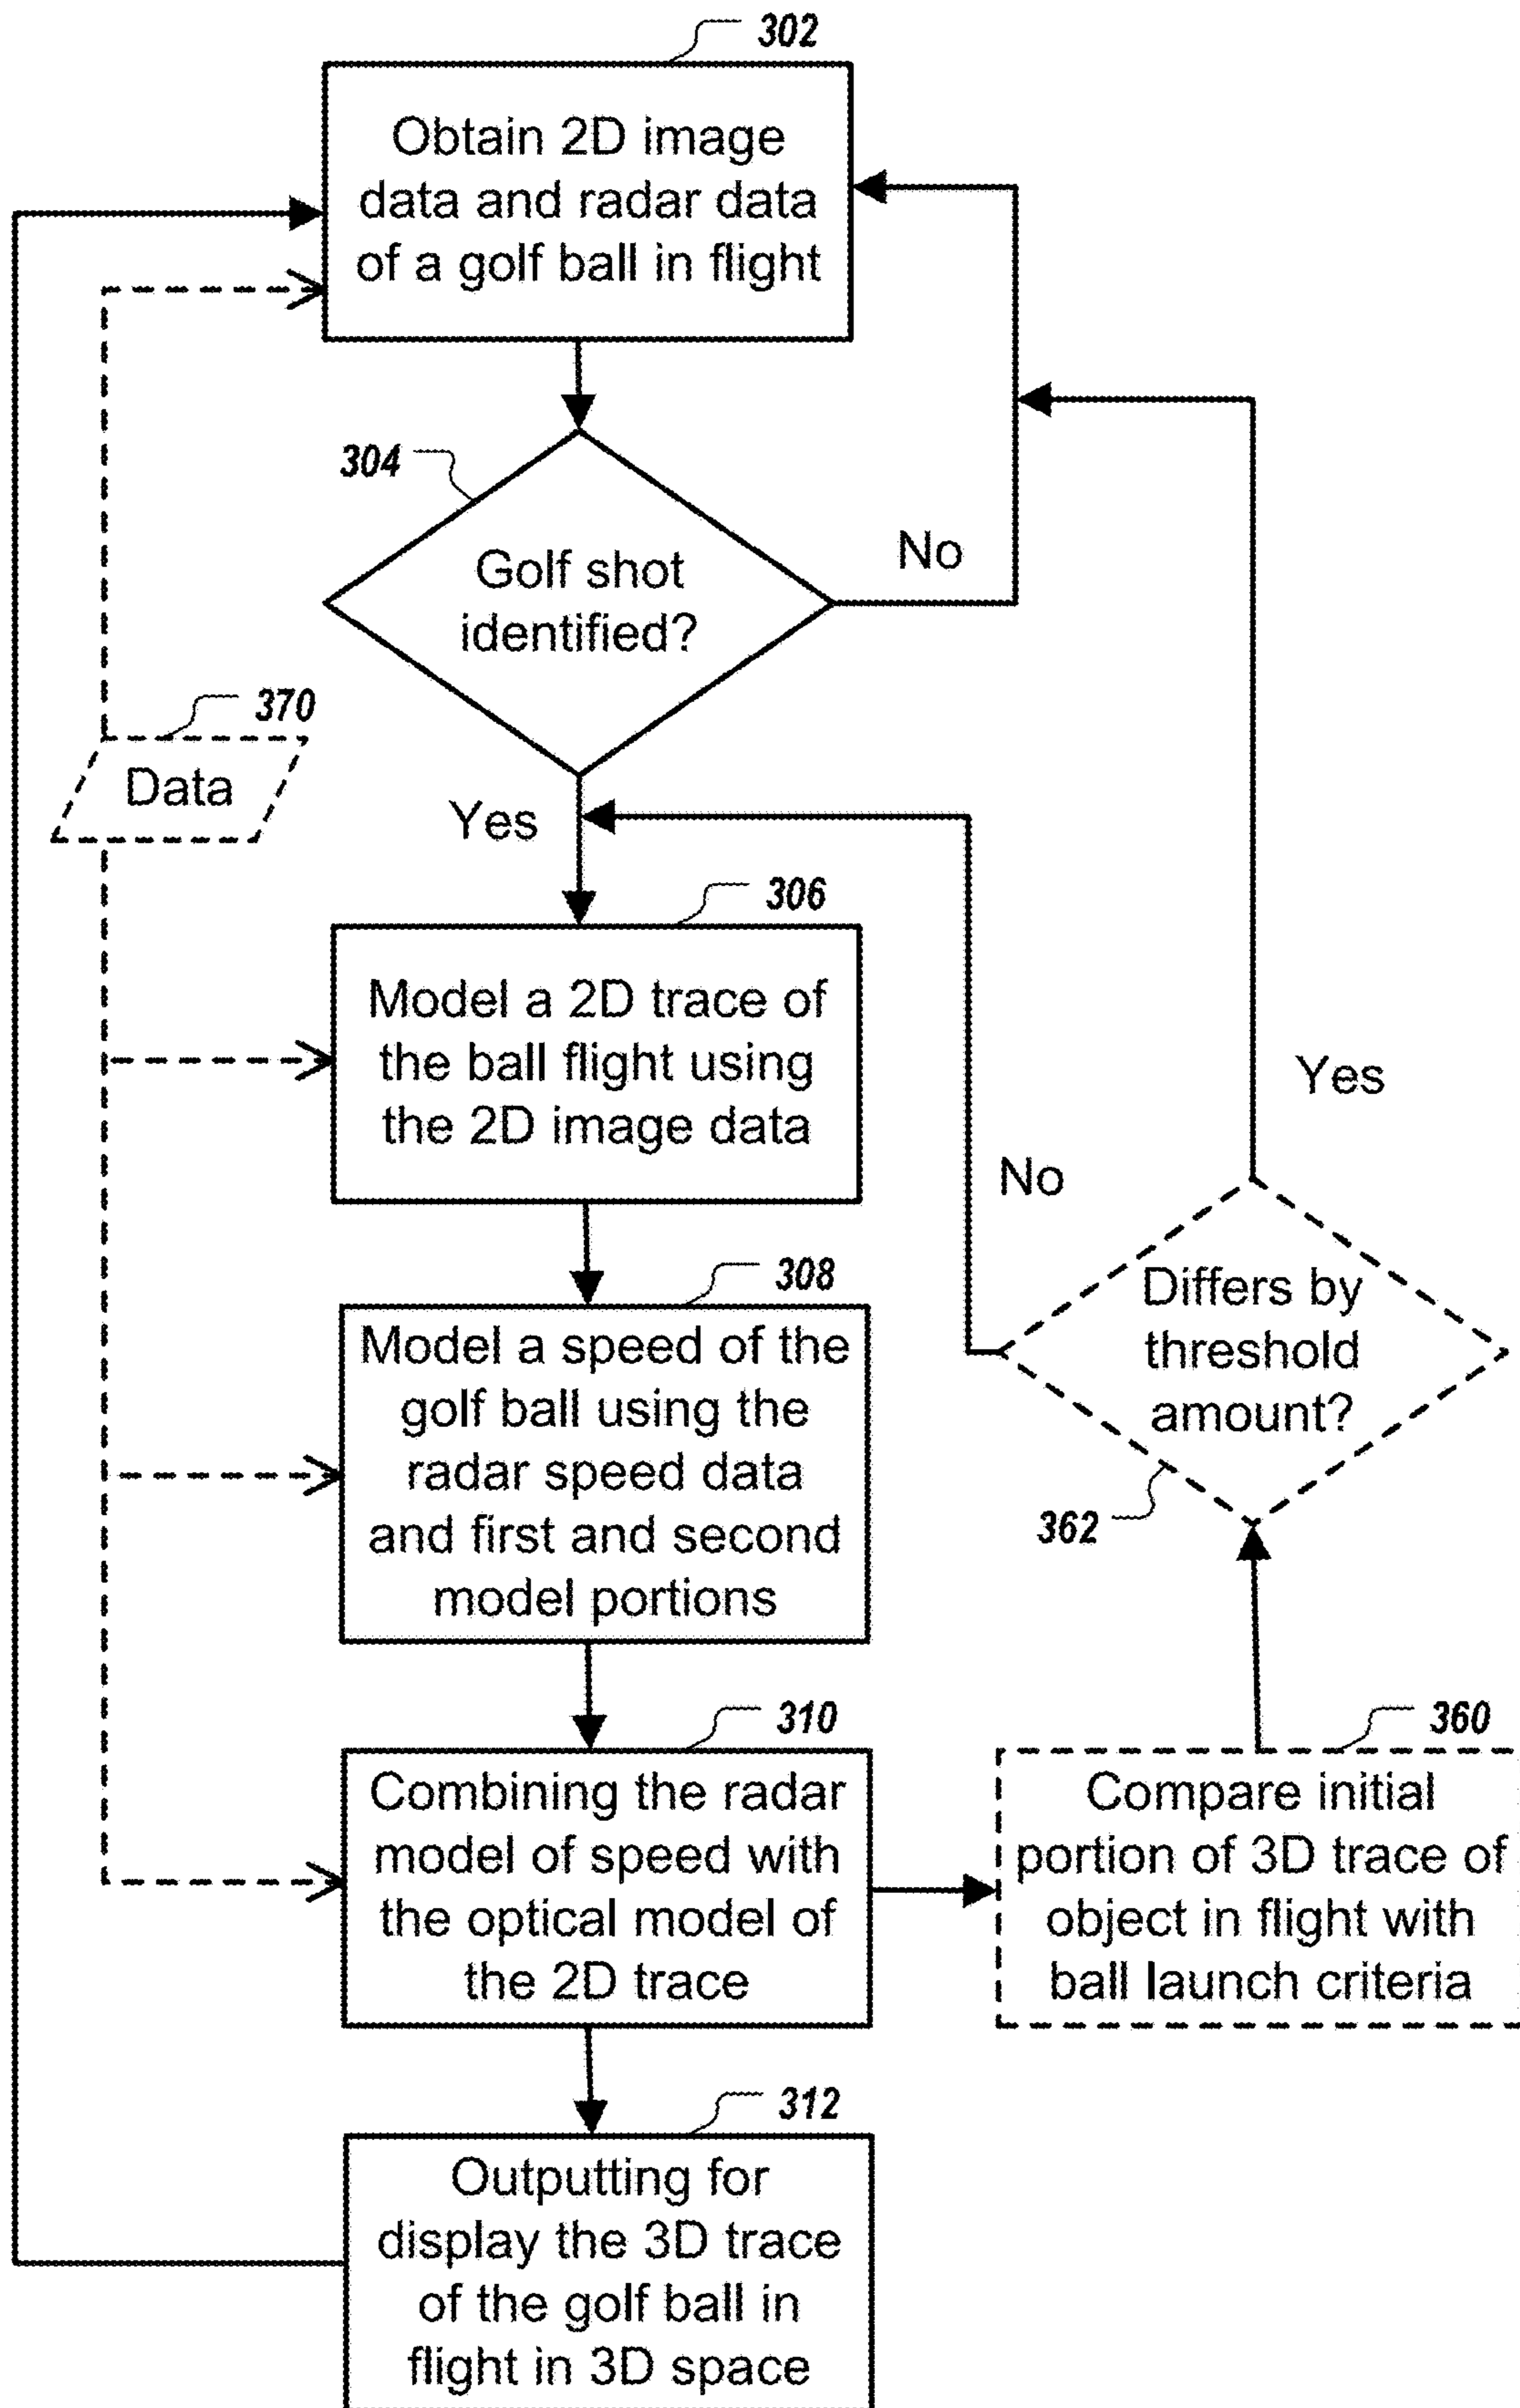 302
Obtain 2D image
data and radar data
of a golf ball in flight
304
Golf shot
identified?
No
370
Data
Yes
306
Model a 2D trace of
the ball flight using
the 2D image data
Yes
No
308
Model a speed of the
golf ball using the
radar speed data
and first and second
model portions
Differs by
threshold
amount?
362
310
Combining the radar
model of speed with
the optical model of
the 2D trace
360
Compare initial
portion of 3D trace of
object in flight with
ball launch criteria
312
Outputting for
display the 3D trace
of the golf ball in
flight in 3D space